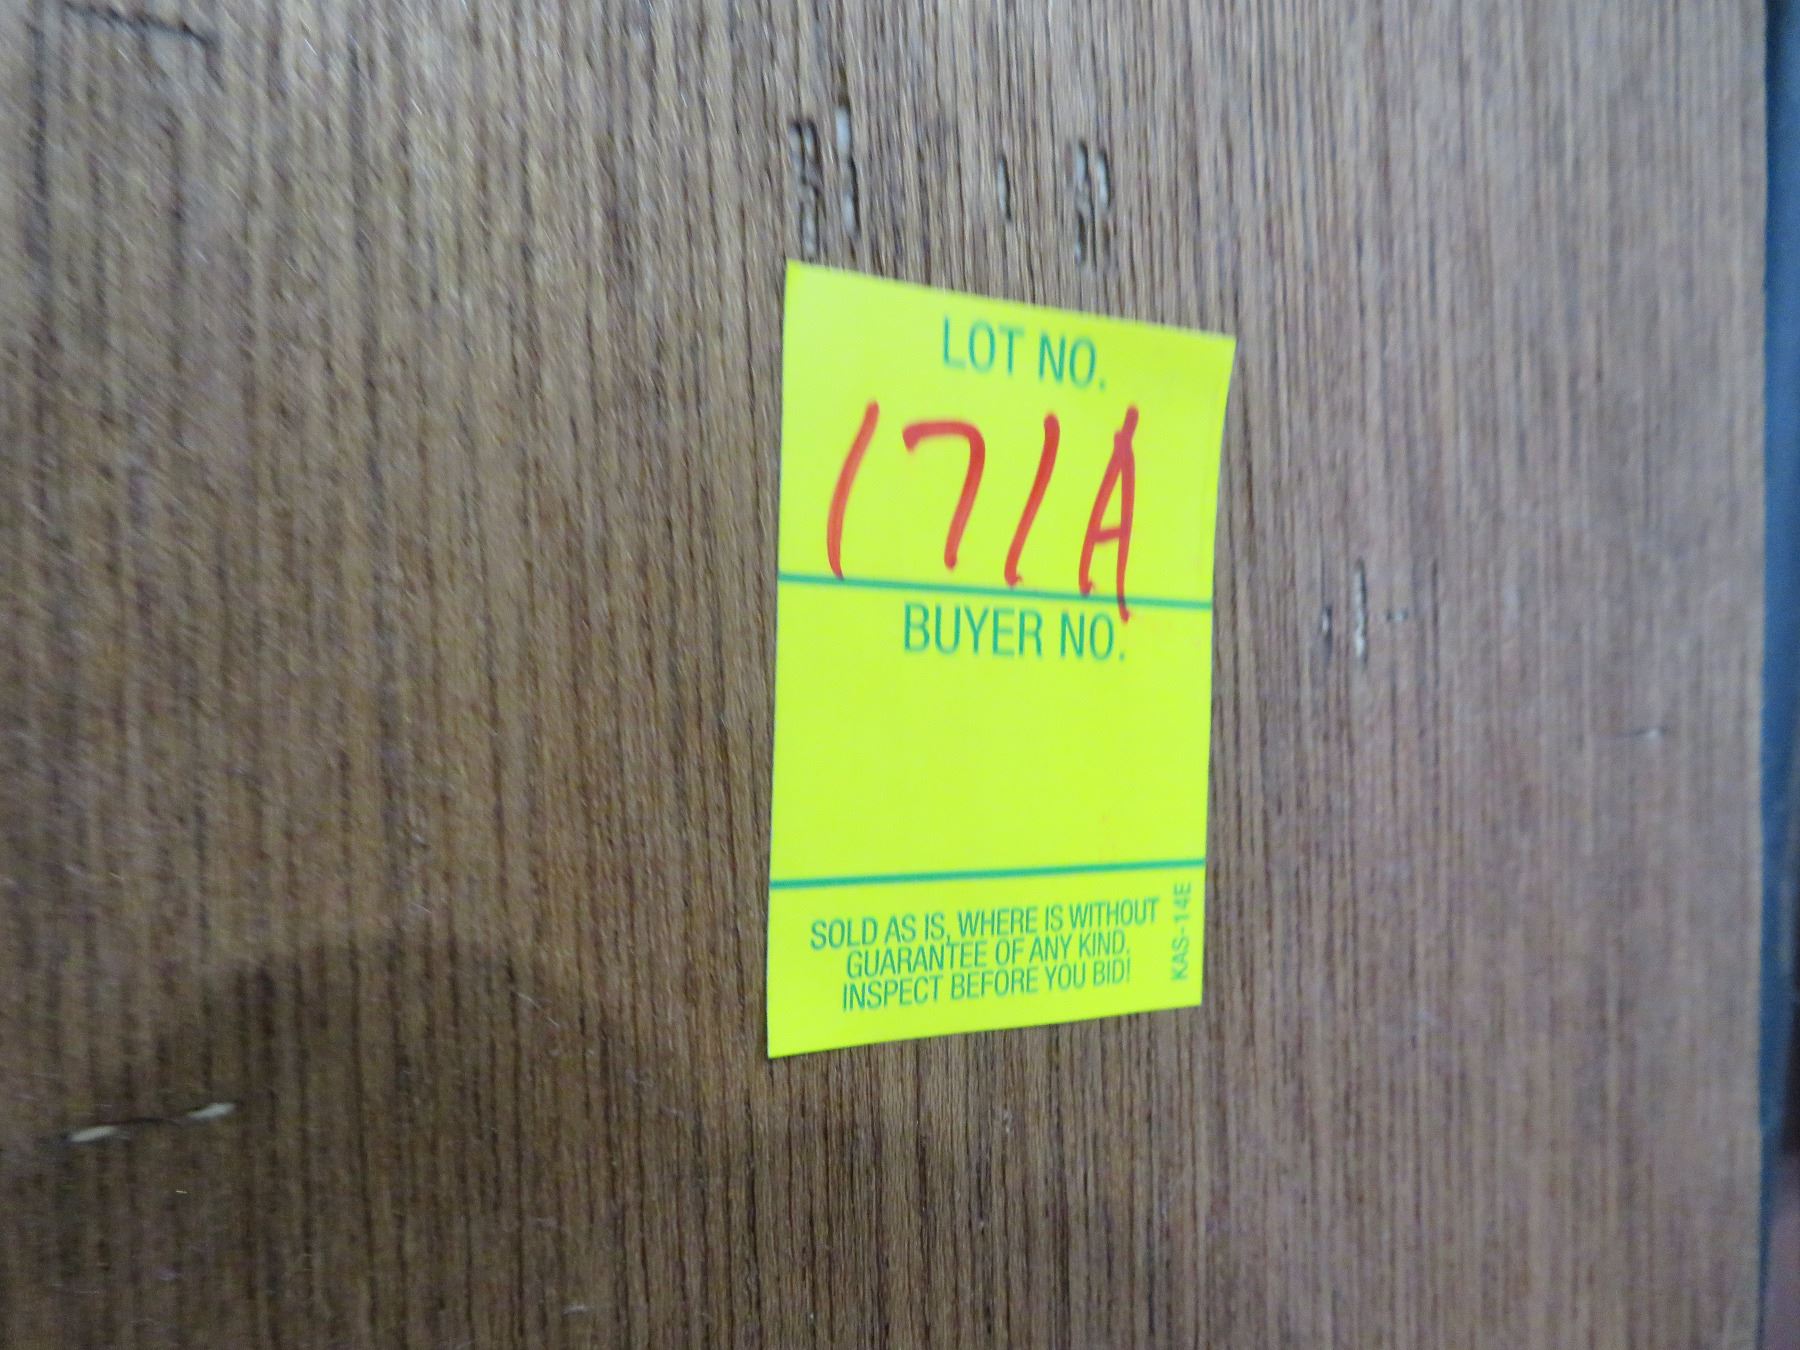 LOT NO.
171A
BUYER NO.
SOLD AS IS, WHERE IS WITHOUT
GUARANTEE OF ANY KIND.
INSPECT BEFORE YOU BID!
KAS-14E